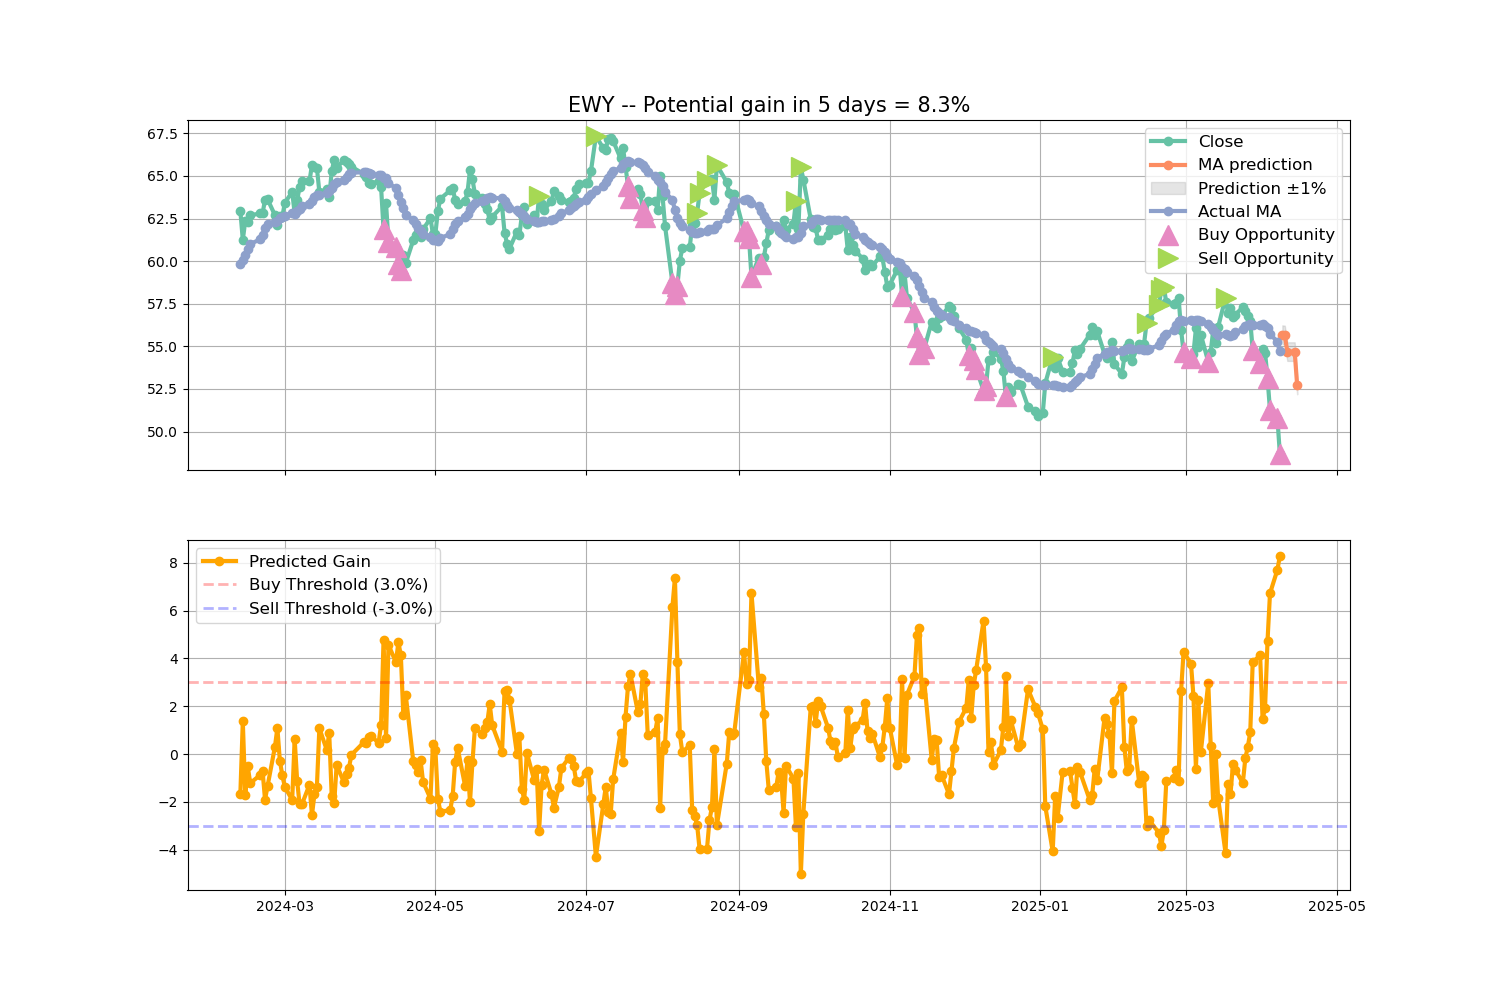 EWY -- Potential gain in 5 days = 8.3%
67.5
65.0
62.5
60.0
57.5
55.0
52.5
50.0
Close
MA prediction
Prediction ±1%
Actual MA
Buy Opportunity
Sell Opportunity
8
6
4
2
0
−2
−4
Predicted Gain
Buy Threshold (3.0%)
Sell Threshold (-3.0%)
2024-03
2024-05
2024-07
2024-09
2024-11
2025-01
2025-03
2025-05